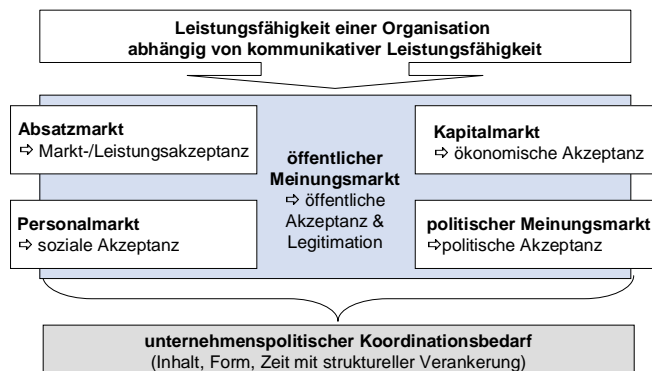 Leistungsfähigkeit einer Organisation
abhängig von kommunikativer Leistungsfähigkeit
Absatzmarkt
⇨ Markt-/Leistungsakzeptanz
Kapitalmarkt
⇨ ökonomische Akzeptanz
öffentlicher
Meinungsmarkt
⇨ öffentliche
Akzeptanz &
Legitimation
Personalmarkt
⇨ soziale Akzeptanz
politischer Meinungsmarkt
⇨politische Akzeptanz
unternehmenspolitischer Koordinationsbedarf
(Inhalt, Form, Zeit mit struktureller Verankerung)